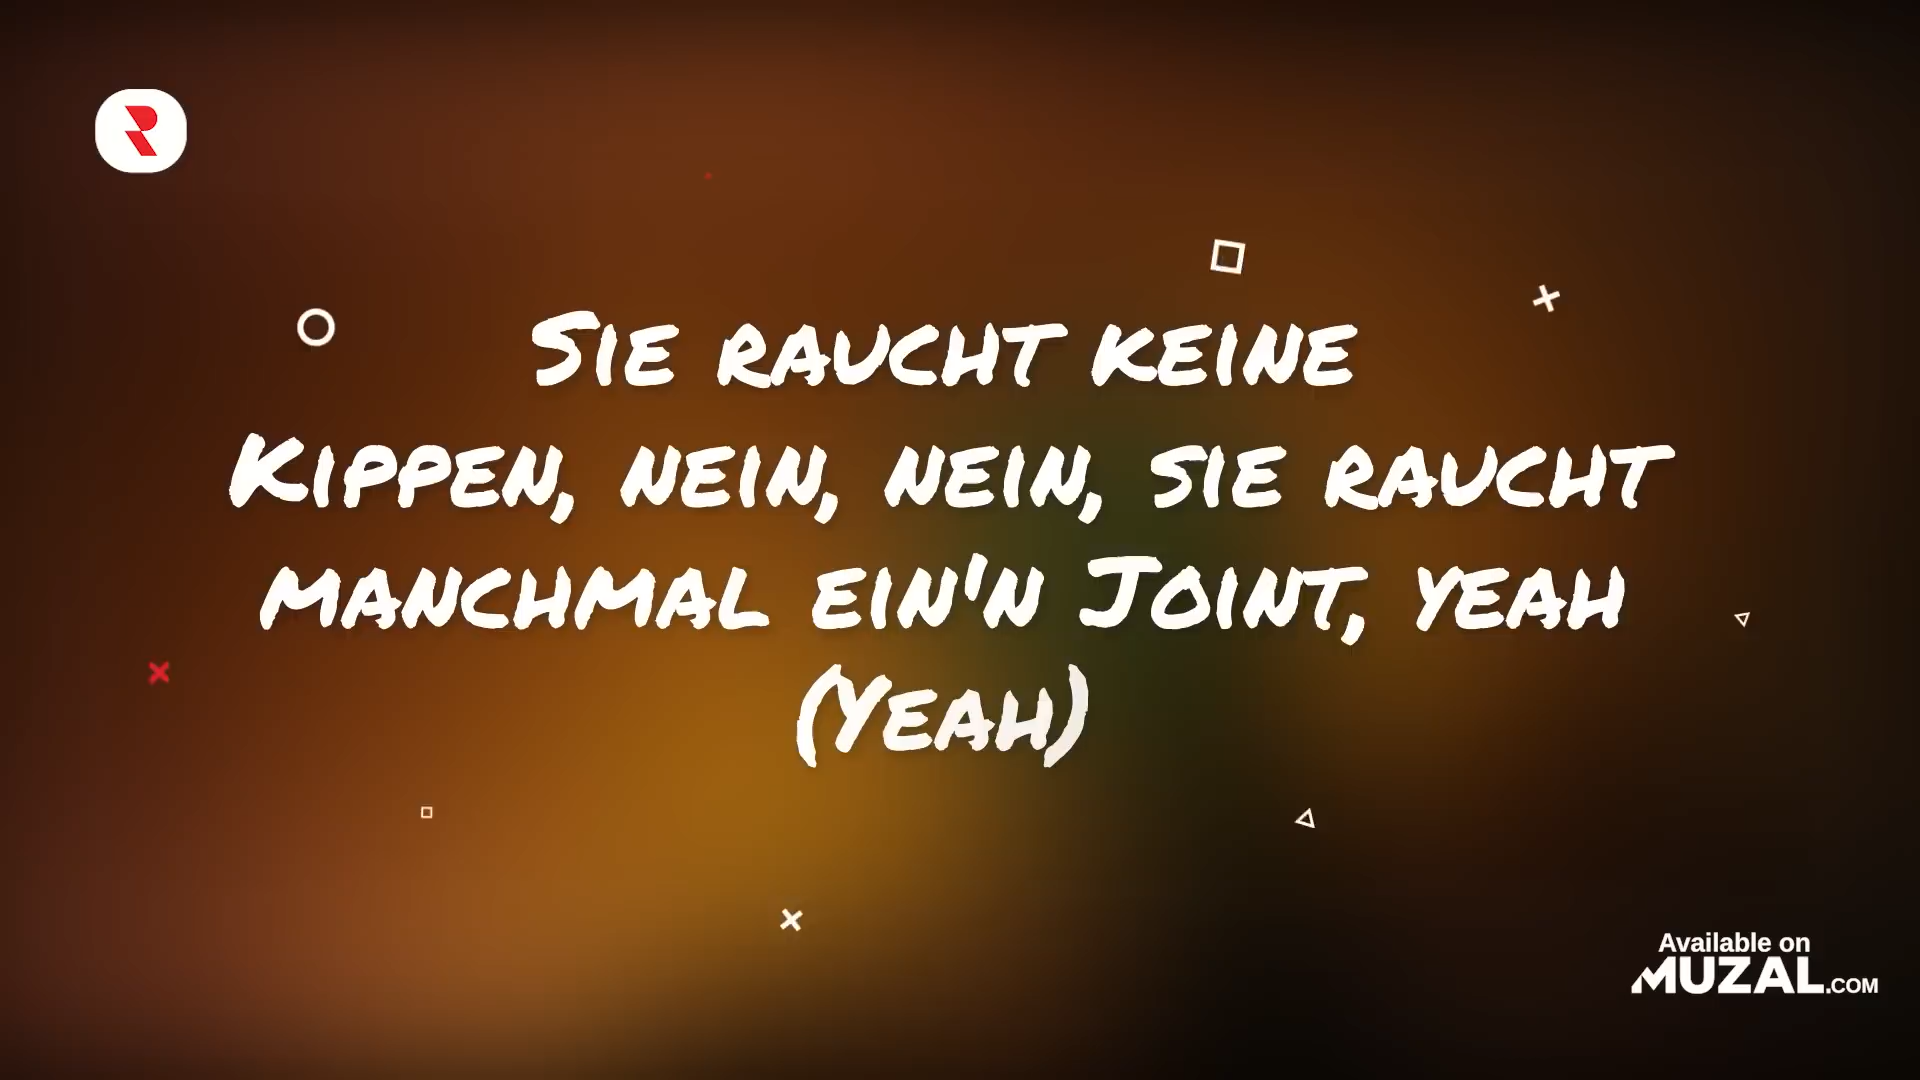 R
Sie raucht keine
Kippen, nein, nein, sie raucht
manchmal ein'n Joint, yeah
(Yeah)
Available on
MUZAL.COM